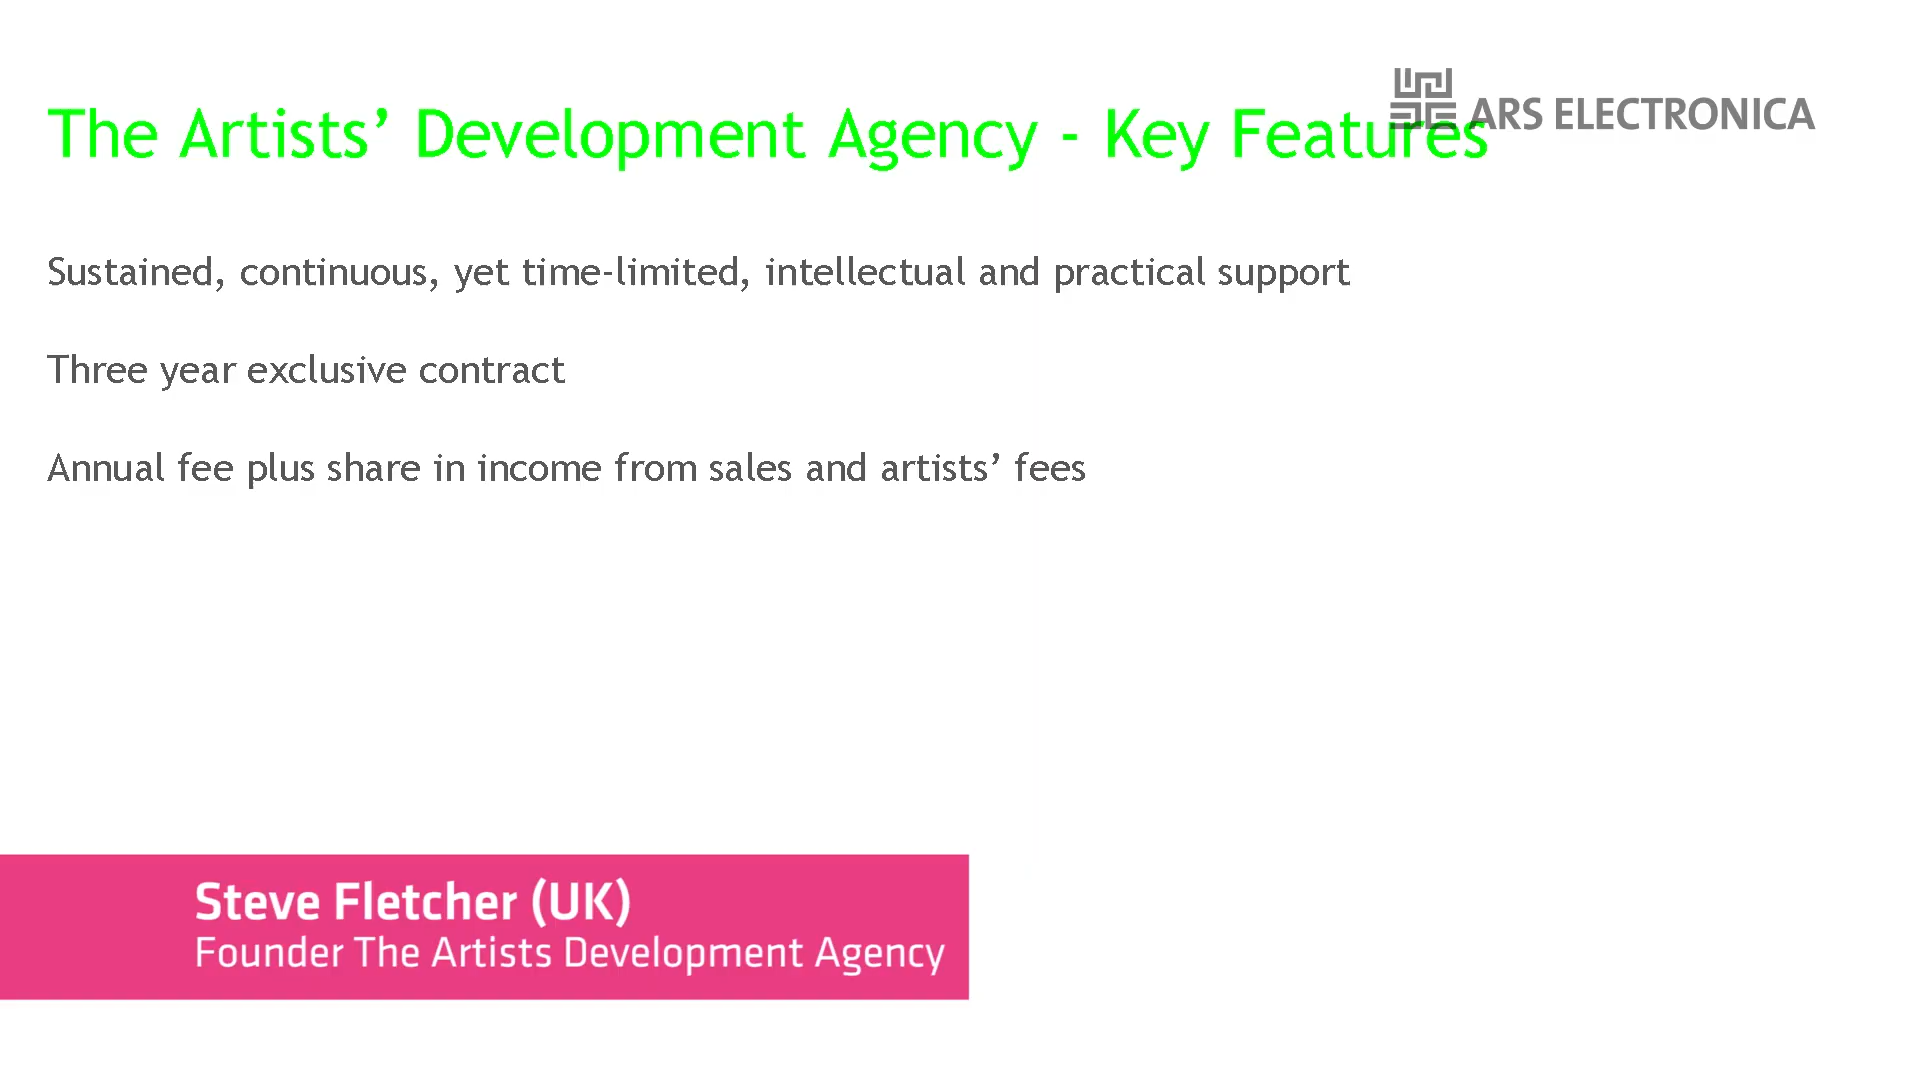 The Artists’ Development Agency - Key Features
ARS ELECTRONICA
Sustained, continuous, yet time-limited, intellectual and practical support
Three year exclusive contract
Annual fee plus share in income from sales and artists’ fees
Steve Fletcher (UK)
Founder The Artists Development Agency